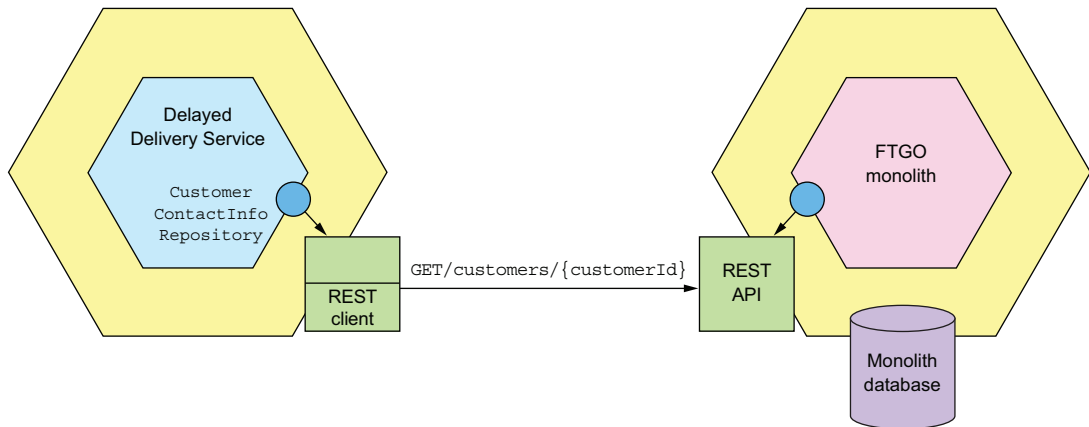 Delayed
Delivery Service
Customer
ContactInfo
Repository
REST
client
GET/customers/{customerId}
REST
API
FTGO
monolith
Monolith
database